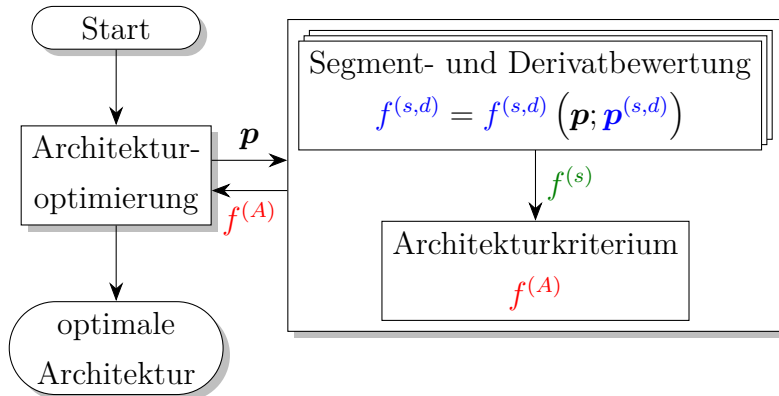 Start
Architektur-
optimierung
optimale
Architektur
p
f^(A)
Segment- und Derivatbewertung
f^(s,d) = f^(s,d) (p; p^(s,d))
f^(s)
Architekturkriterium
f^(A)